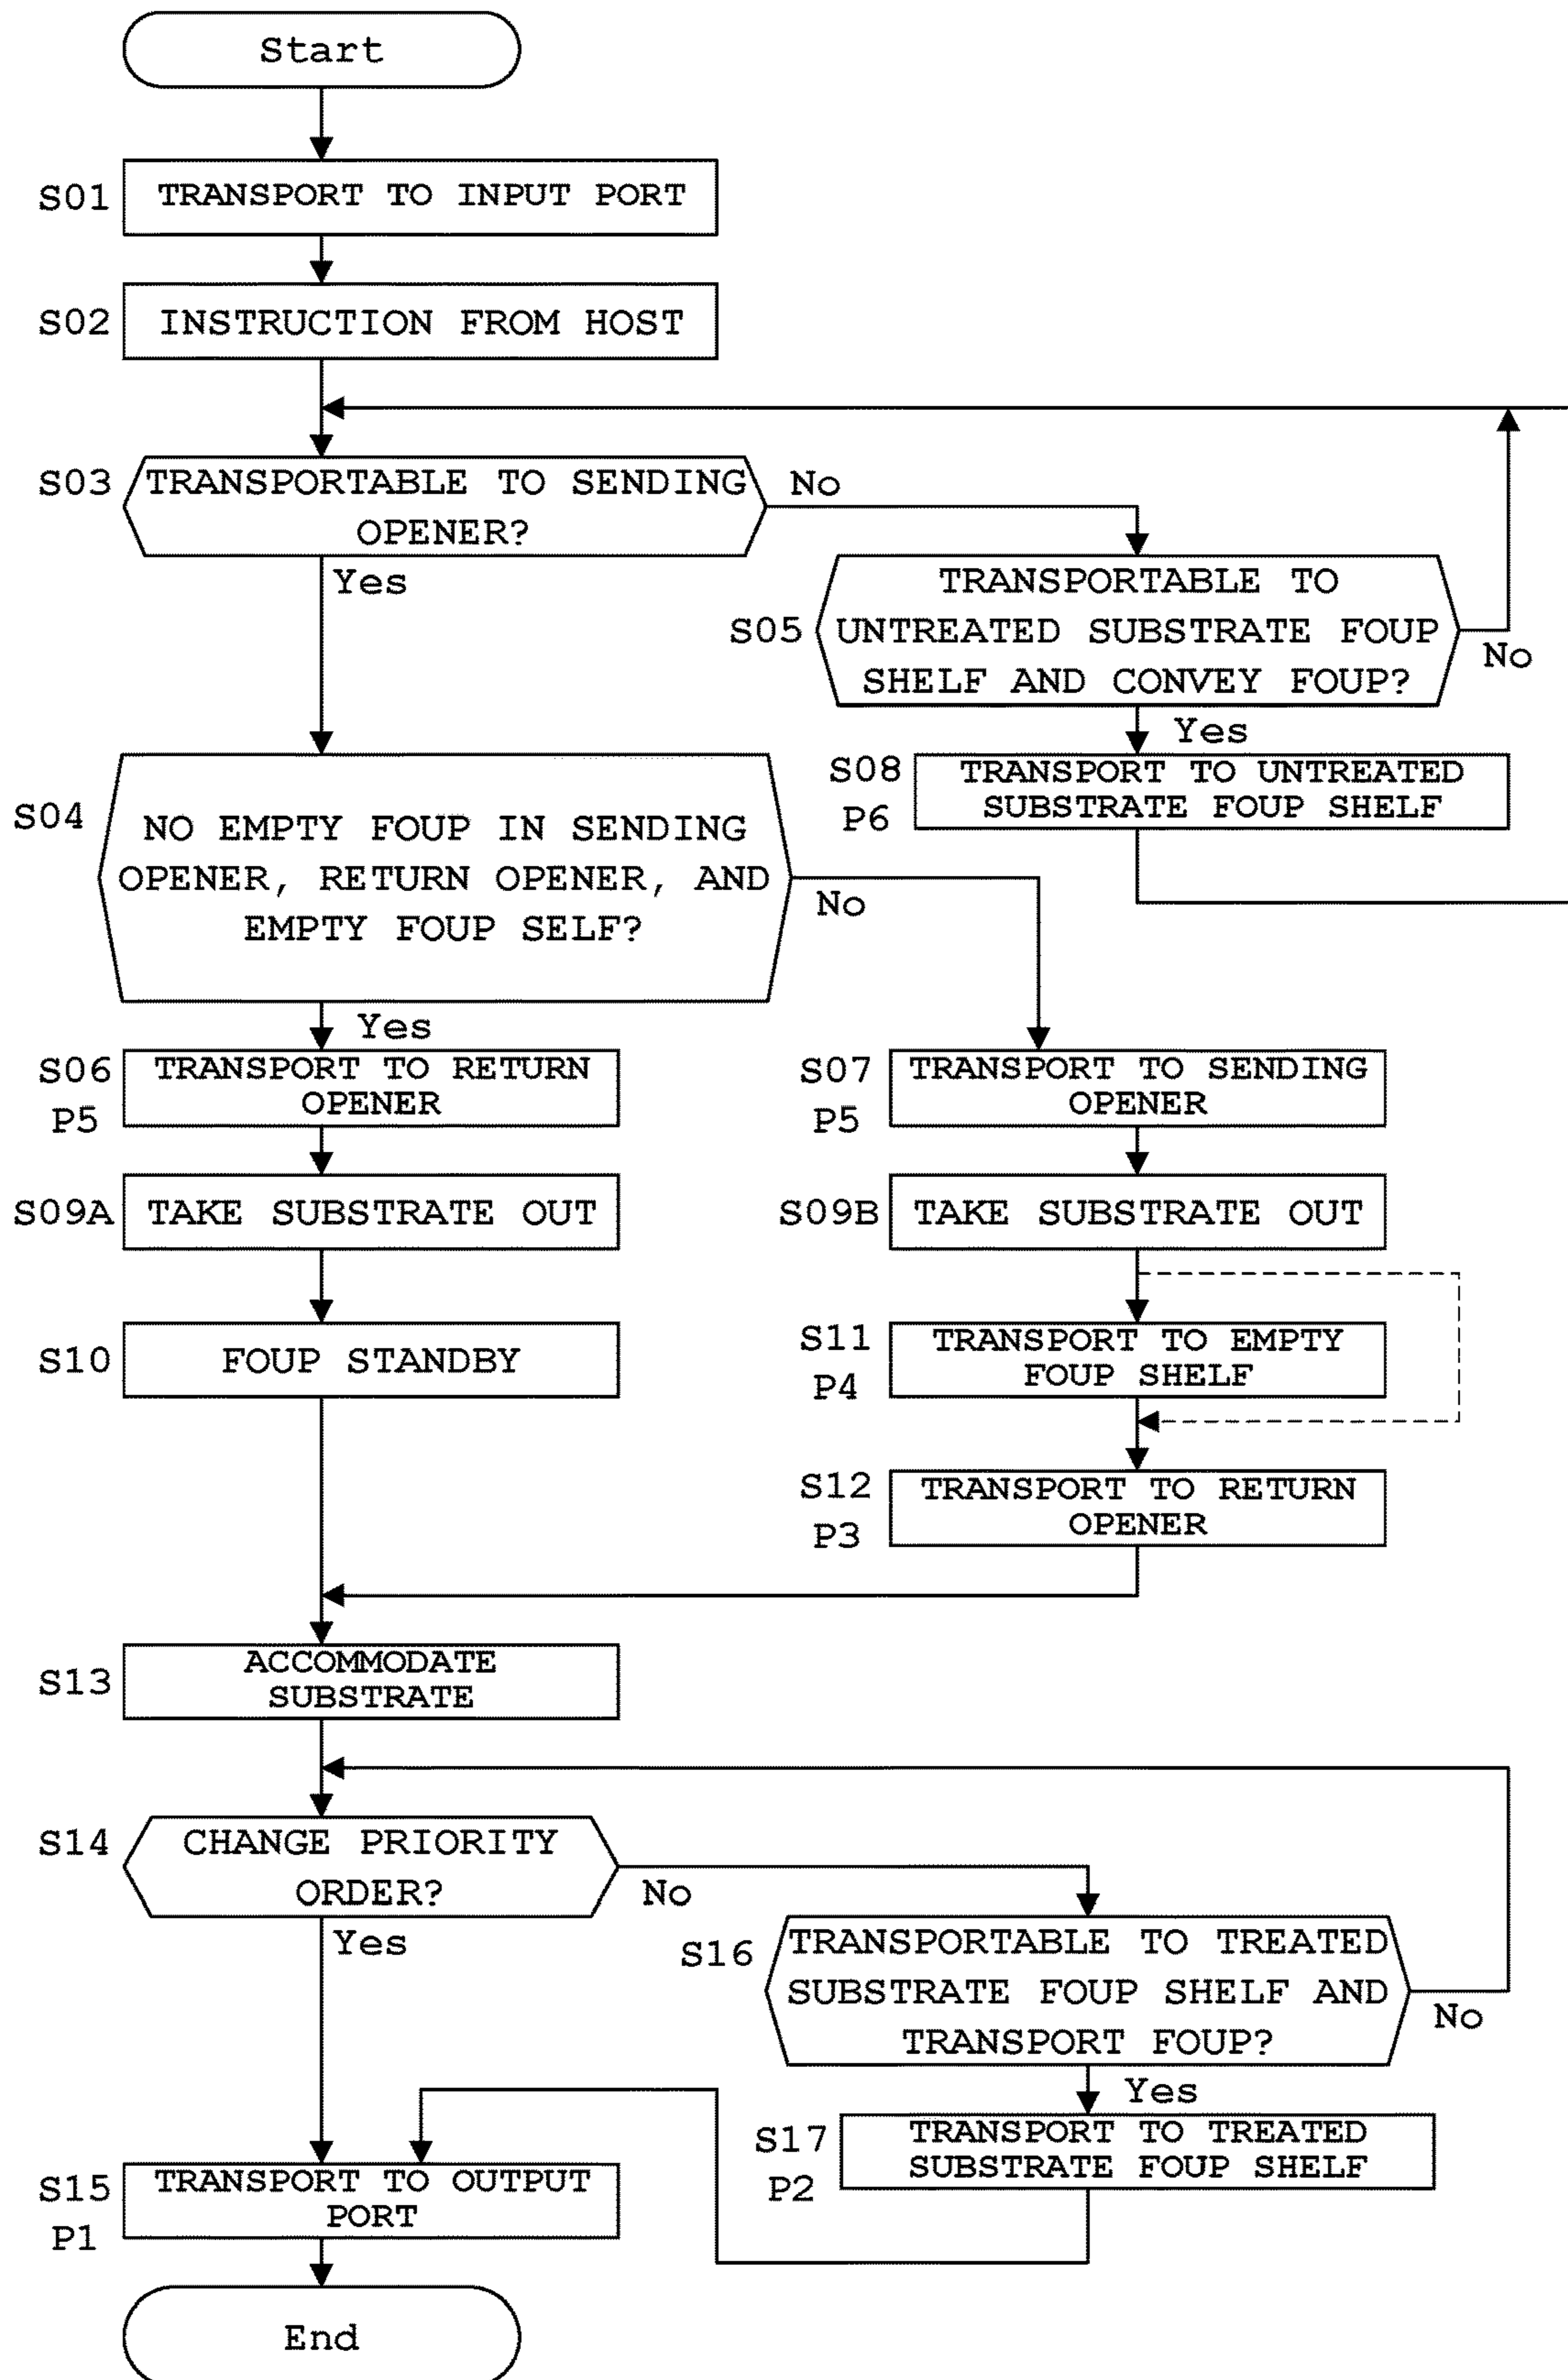 Start
S01
TRANSPORT TO INPUT PORT
S02
INSTRUCTION FROM HOST
S03
TRANSPORTABLE TO SENDING
OPENER?
No
Yes
S05
TRANSPORTABLE TO
UNTREATED SUBSTRATE FOUP
SHELF AND CONVEY FOUP?
No
Yes
S08
P6
TRANSPORT TO UNTREATED
SUBSTRATE FOUP SHELF
S04
NO EMPTY FOUP IN SENDING
OPENER, RETURN OPENER, AND
EMPTY FOUP SELF?
No
Yes
S06
P5
TRANSPORT TO RETURN
OPENER
S07
P5
TRANSPORT TO SENDING
OPENER
S09A
TAKE SUBSTRATE OUT
S09B
TAKE SUBSTRATE OUT
S10
FOUP STANDBY
S11
P4
TRANSPORT TO EMPTY
FOUP SHELF
S12
P3
TRANSPORT TO RETURN
OPENER
S13
ACCOMMODATE
SUBSTRATE
S14
CHANGE PRIORITY
ORDER?
No
Yes
S16
TRANSPORTABLE TO TREATED
SUBSTRATE FOUP SHELF AND
TRANSPORT FOUP?
No
Yes
S17
P2
TRANSPORT TO TREATED
SUBSTRATE FOUP SHELF
S15
P1
TRANSPORT TO OUTPUT
PORT
End